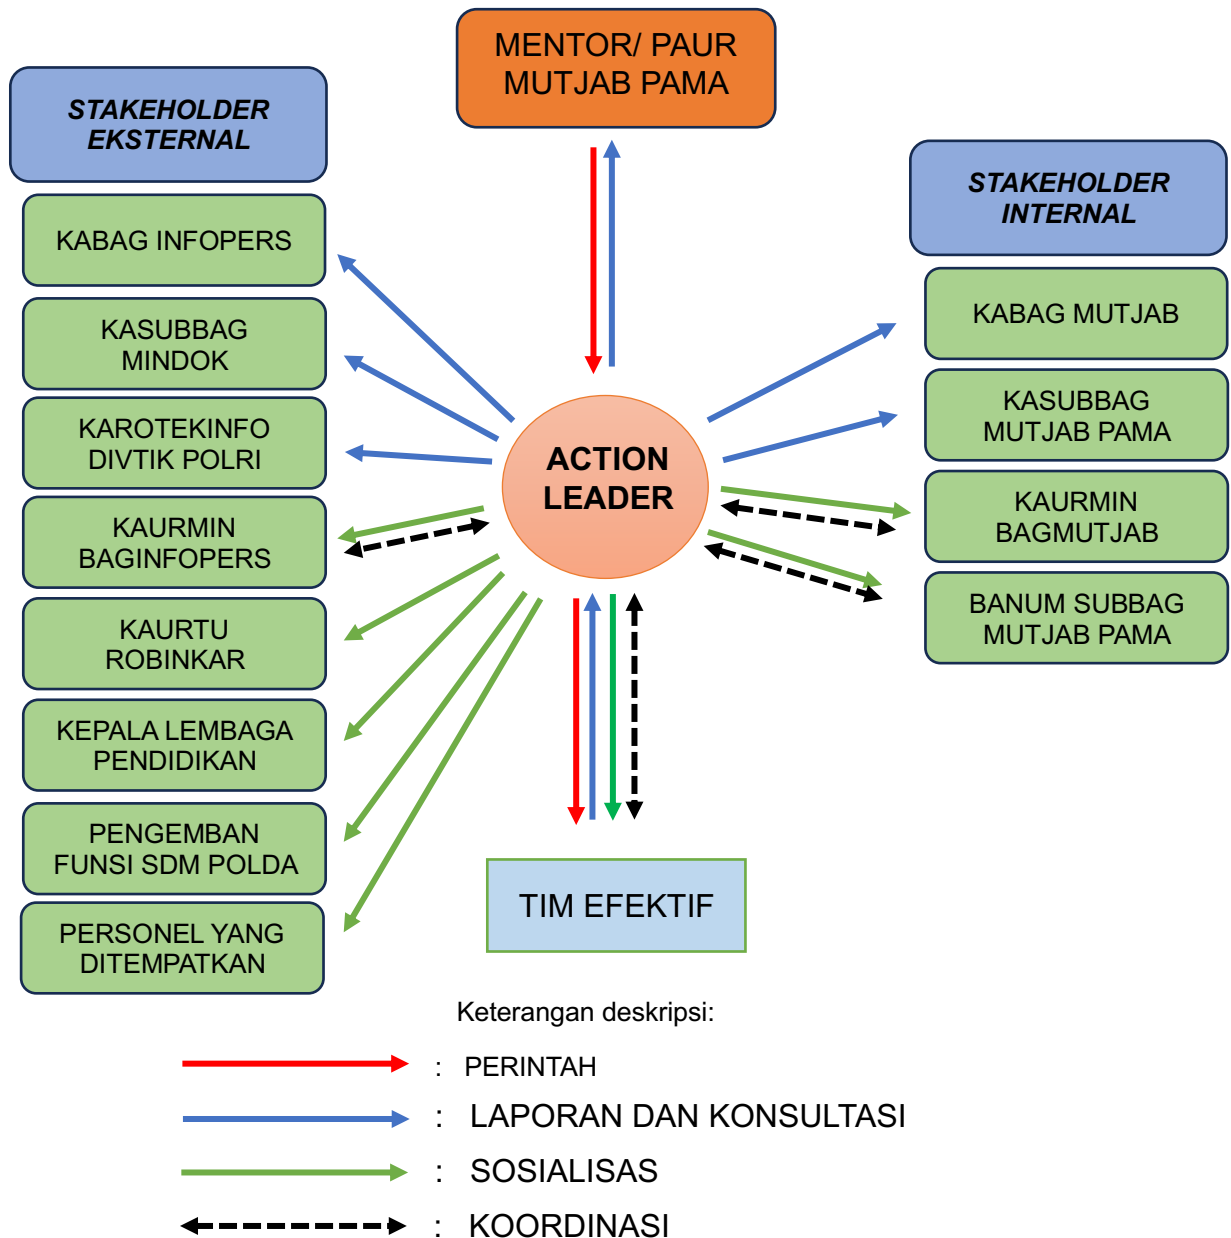 MENTOR/ PAUR
MUTJAB PAMA
STAKEHOLDER
EKSTERNAL
KABAG INFOPERS
KASUBBAG
MINDOK
KAROTEKINFO
DIVTIK POLRI
KAURMIN
BAGINFOPERS
KAURTU
ROBINKAR
KEPALA LEMBAGA
PENDIDIKAN
PENGEMBAN
FUNSI SDM POLDA
PERSONEL YANG
DITEMPATKAN
ACTION
LEADER
STAKEHOLDER
INTERNAL
KABAG MUTJAB
KASUBBAG
MUTJAB PAMA
KAURMIN
BAGMUTJAB
BANUM SUBBAG
MUTJAB PAMA
TIM EFEKTIF
Keterangan deskripsi:
: PERINTAH
: LAPORAN DAN KONSULTASI
: SOSIALISAS
: KOORDINASI